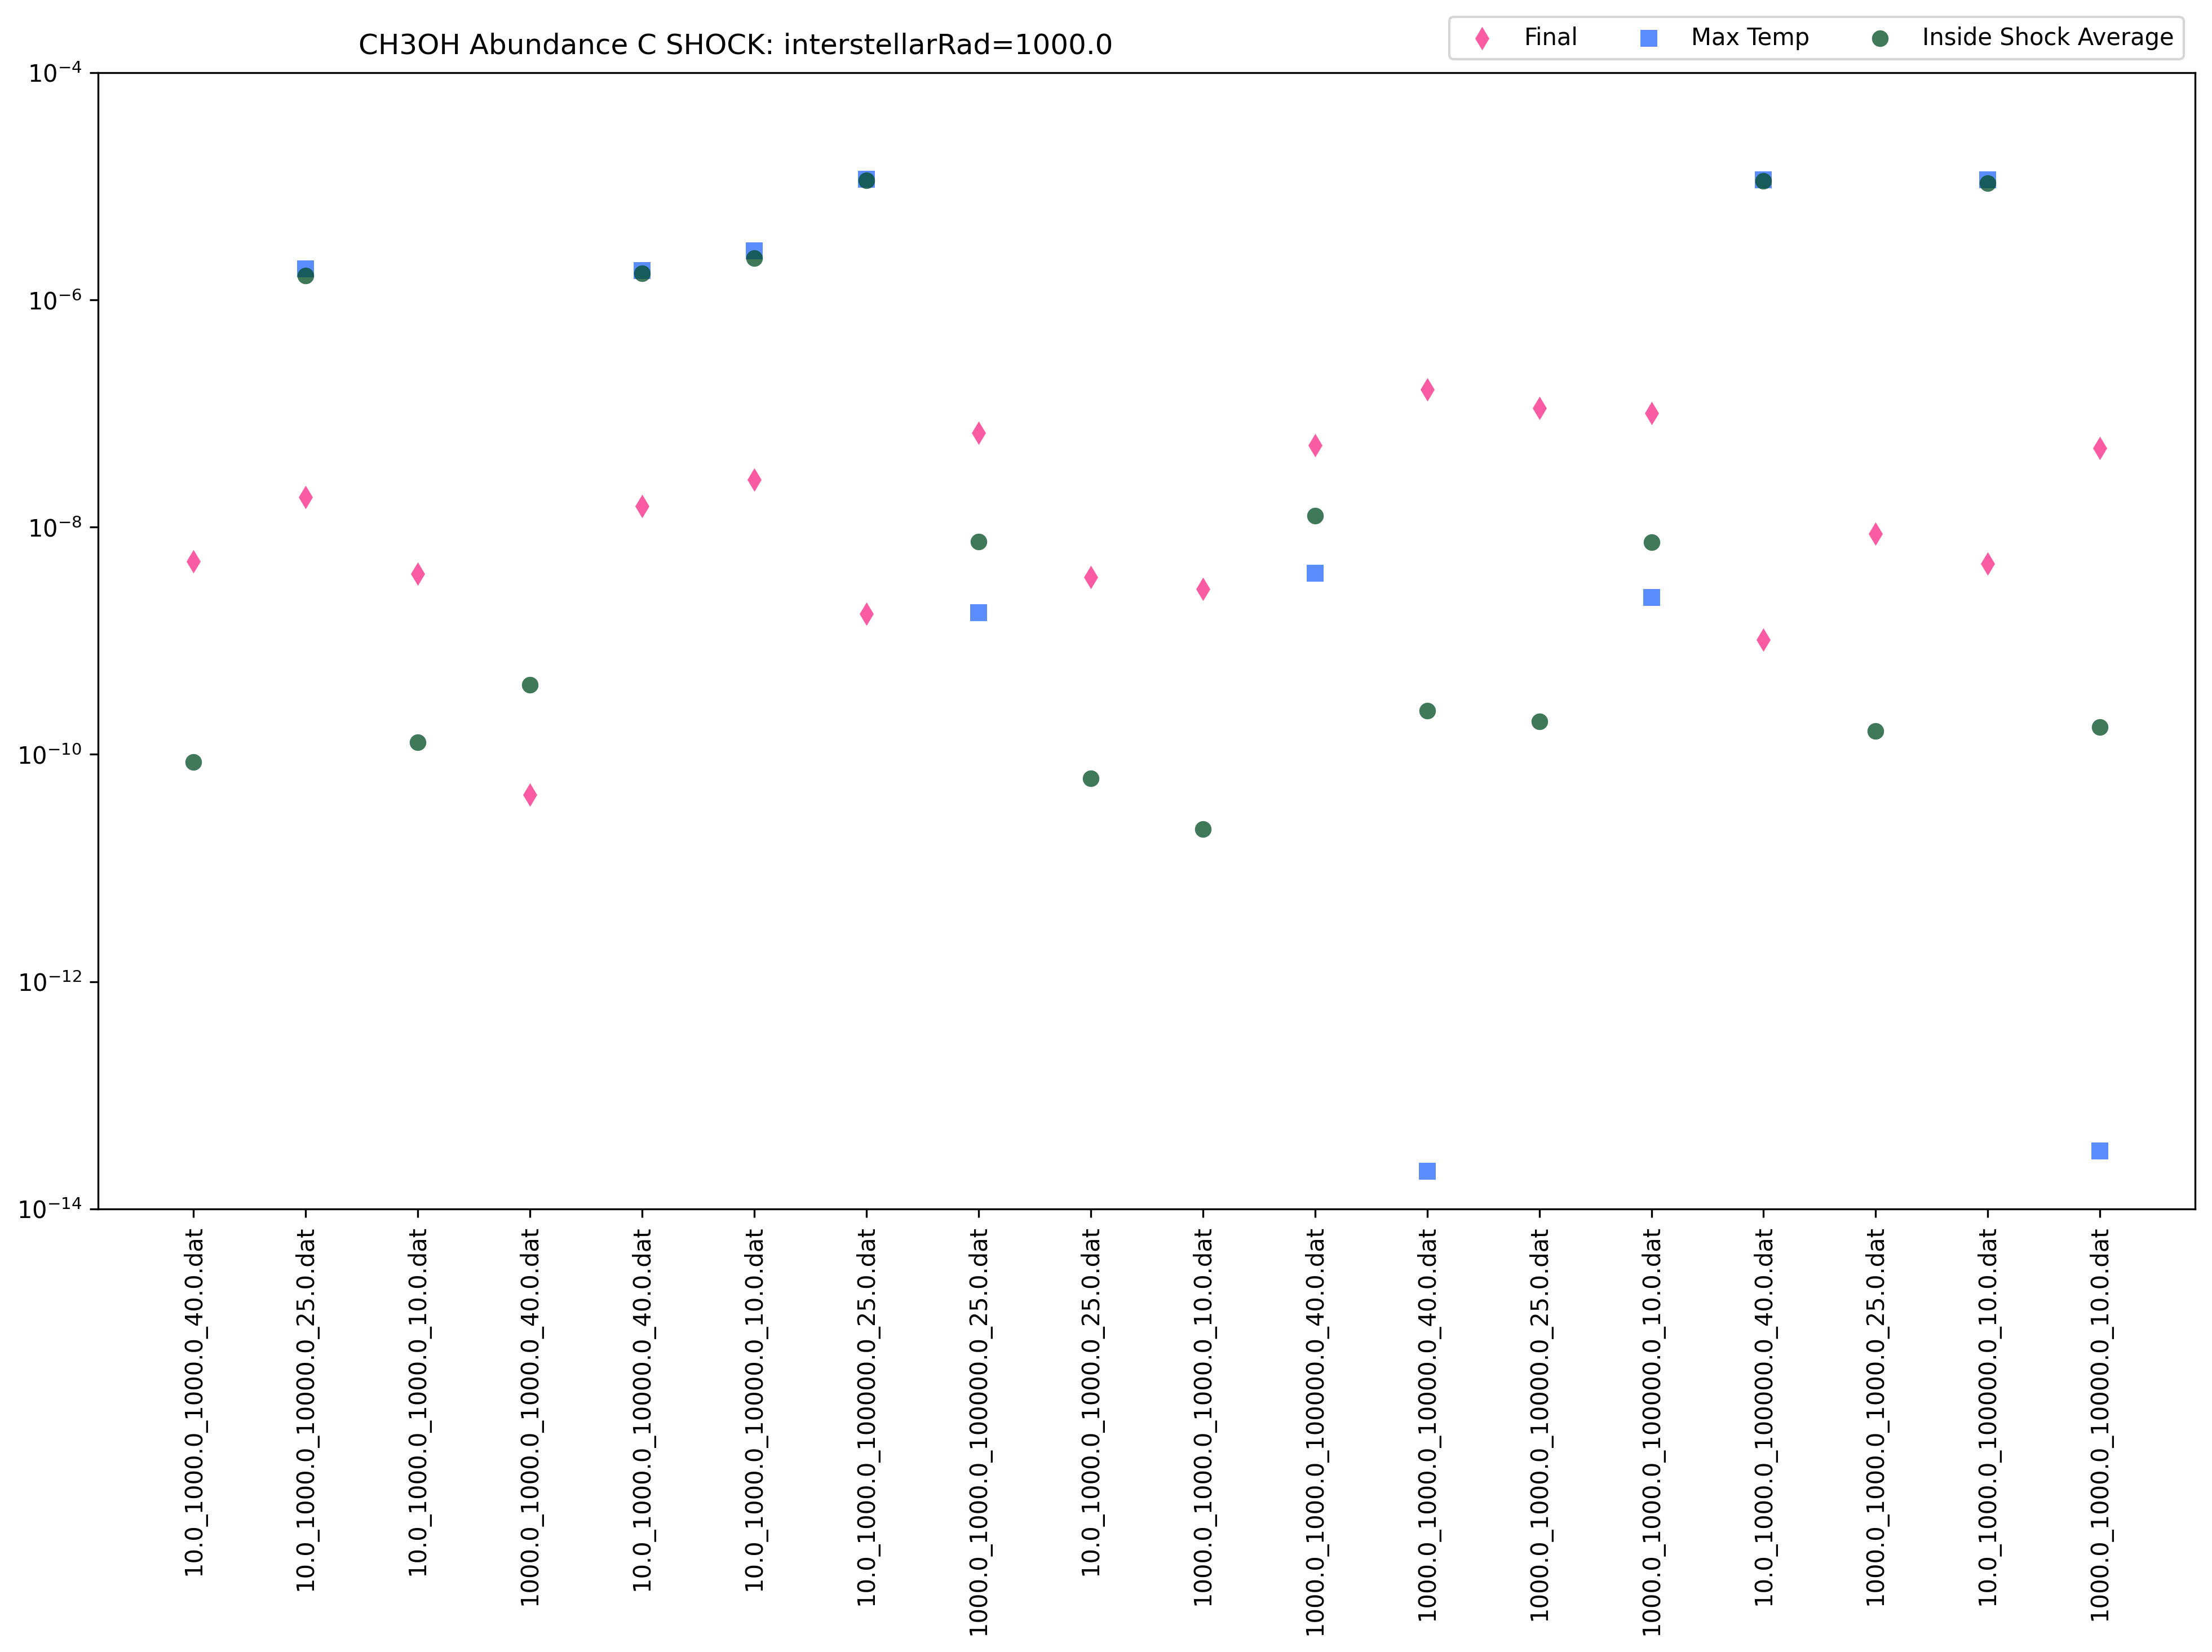 CH3OH Abundance C SHOCK: interstellarRad=1000.0
Final
Max Temp
Inside Shock Average
10−4
10−6
10−8
10−10
10−12
10−14
10.0_1000.0_1000.0_40.0.dat
10.0_1000.0_10000.0_25.0.dat
10.0_1000.0_1000.0_10.0.dat
1000.0_1000.0_1000.0_40.0.dat
10.0_1000.0_10000.0_40.0.dat
10.0_1000.0_10000.0_10.0.dat
10.0_1000.0_100000.0_25.0.dat
1000.0_1000.0_100000.0_25.0.dat
10.0_1000.0_1000.0_25.0.dat
1000.0_1000.0_1000.0_10.0.dat
1000.0_1000.0_100000.0_40.0.dat
1000.0_1000.0_10000.0_40.0.dat
1000.0_1000.0_10000.0_25.0.dat
1000.0_1000.0_100000.0_10.0.dat
10.0_1000.0_100000.0_40.0.dat
1000.0_1000.0_1000.0_25.0.dat
10.0_1000.0_100000.0_10.0.dat
1000.0_1000.0_10000.0_10.0.dat